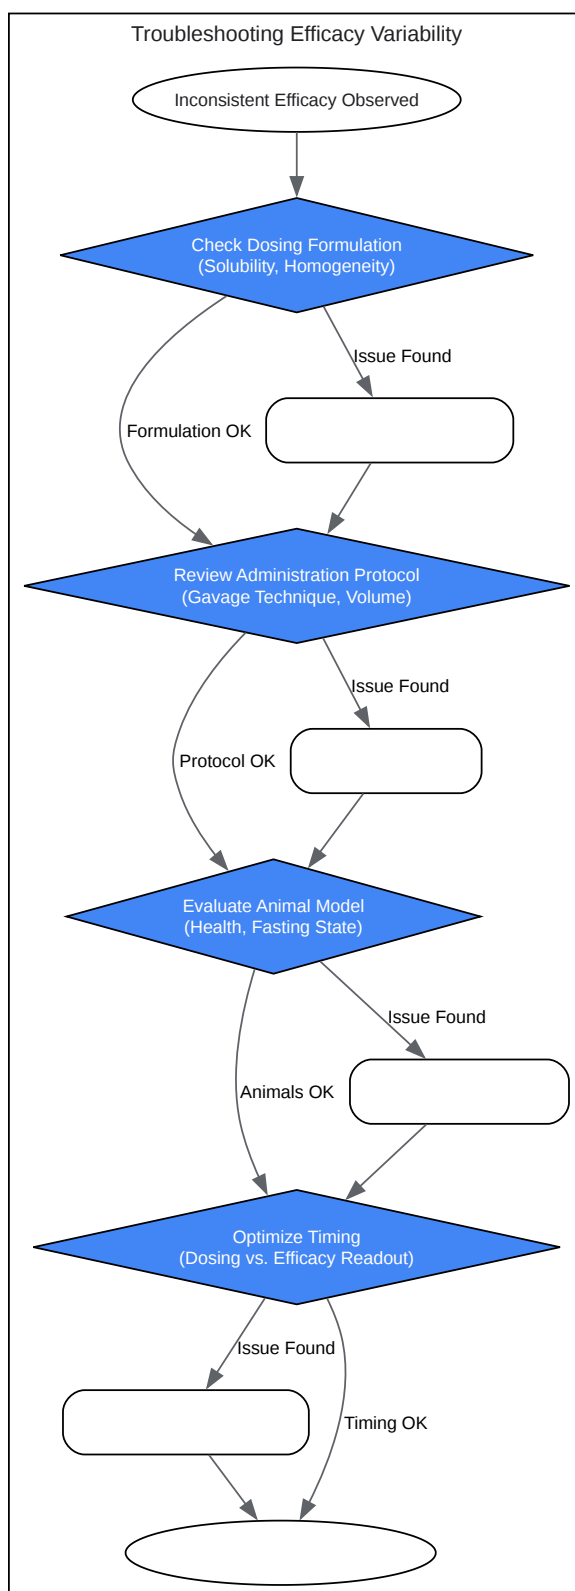 Troubleshooting Efficacy Variability
Inconsistent Efficacy Observed
Check Dosing Formulation
(Solubility, Homogeneity)
Issue Found
Formulation OK
Review Administration Protocol
(Gavage Technique, Volume)
Issue Found
Protocol OK
Evaluate Animal Model
(Health, Fasting State)
Issue Found
Animals OK
Optimize Timing
(Dosing vs. Efficacy Readout)
Issue Found
Timing OK